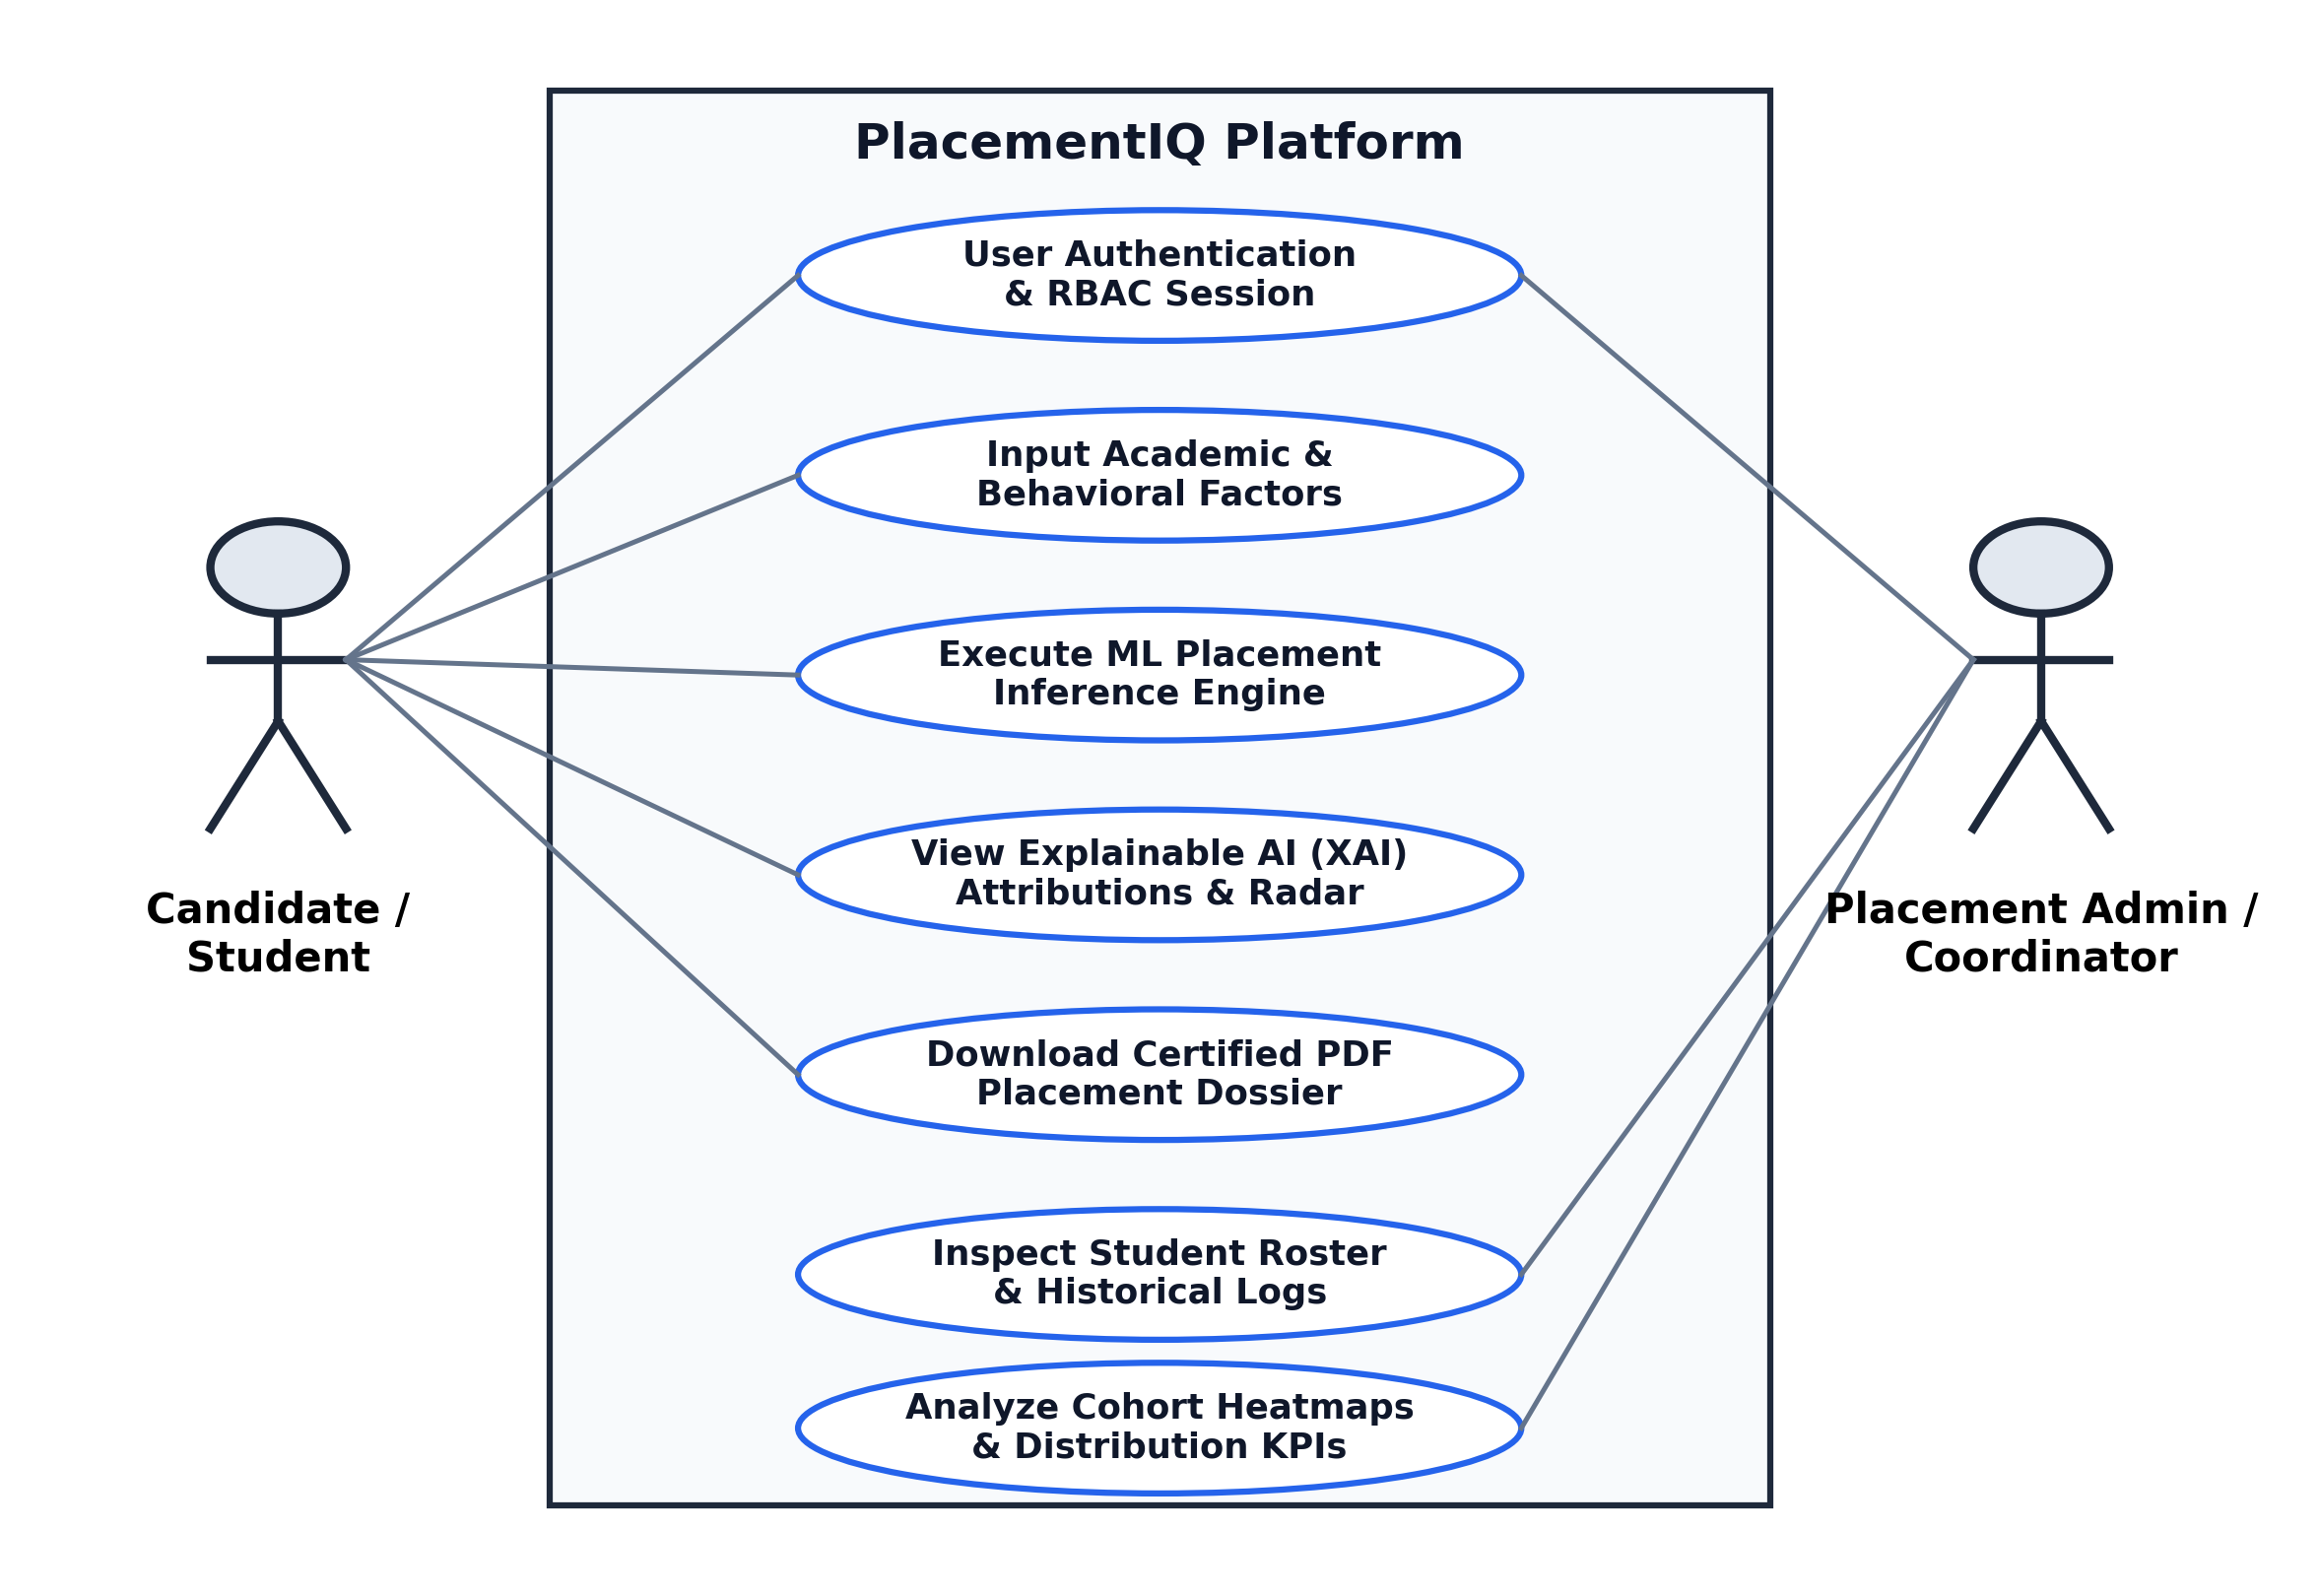 PlacementIQ Platform
User Authentication
& RBAC Session
Input Academic &
Behavioral Factors
Execute ML Placement
Inference Engine
View Explainable AI (XAI)
Attributions & Radar
Candidate /
Student
Placement Admin /
Coordinator
Download Certified PDF
Placement Dossier
Inspect Student Roster
& Historical Logs
Analyze Cohort Heatmaps
& Distribution KPIs